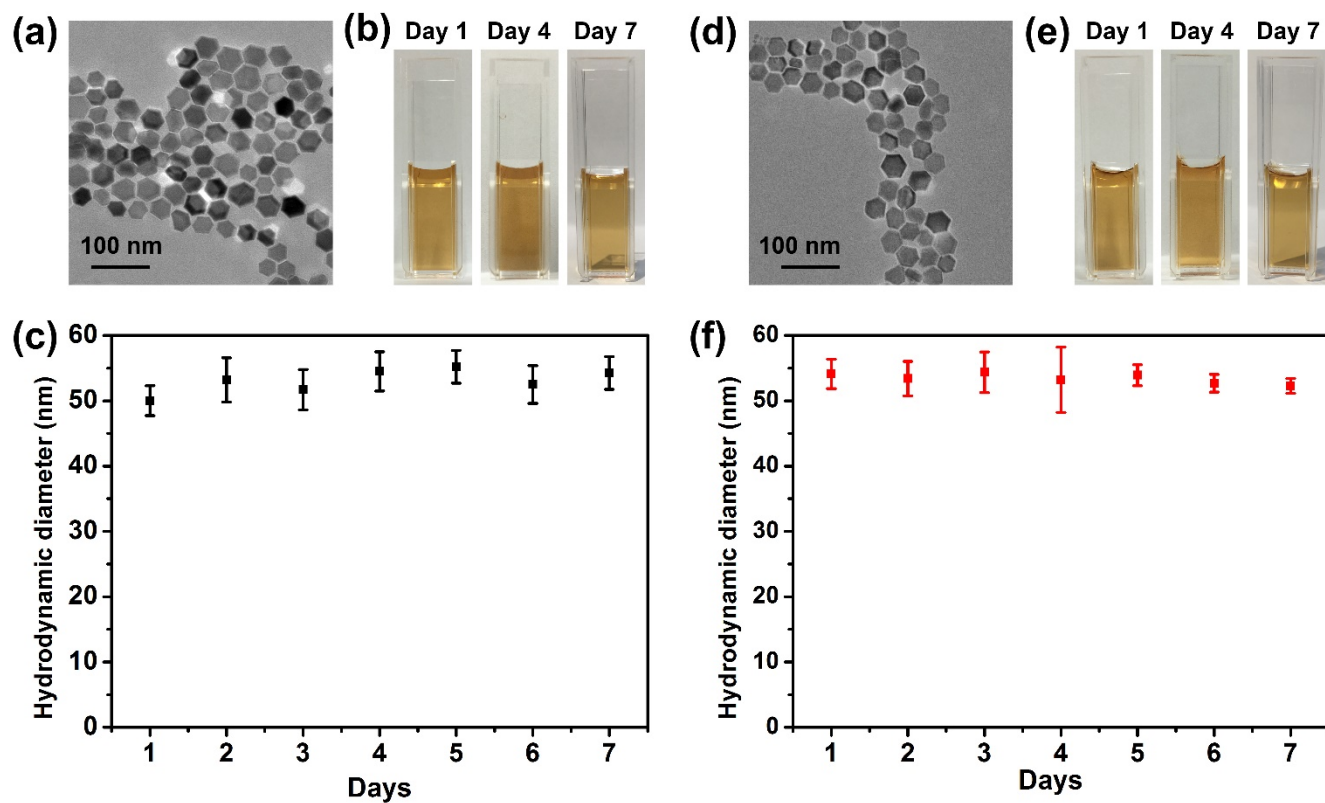 (a)
100 nm
(b)
Day 1 Day 4 Day 7
(c)
Hydrodynamic diameter (nm)
60
50
40
30
20
10
0
1 2 3 4 5 6 7
Days
(d)
100 nm
(e)
Day 1 Day 4 Day 7
(f)
Hydrodynamic diameter (nm)
60
50
40
30
20
10
0
1 2 3 4 5 6 7
Days